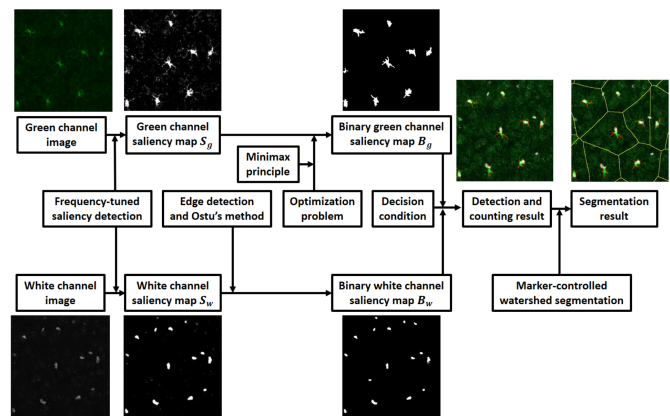 Green channel
image
Green channel
saliency map S_g
Binary green channel
saliency map B_g
Minimax
principle
Frequency-tuned
saliency detection
Edge detection
and Ostu's method
Optimization
problem
Decision
condition
Detection and
counting result
Segmentation
result
White channel
image
White channel
saliency map S_w
Binary white channel
saliency map B_w
Marker-controlled
watershed segmentation